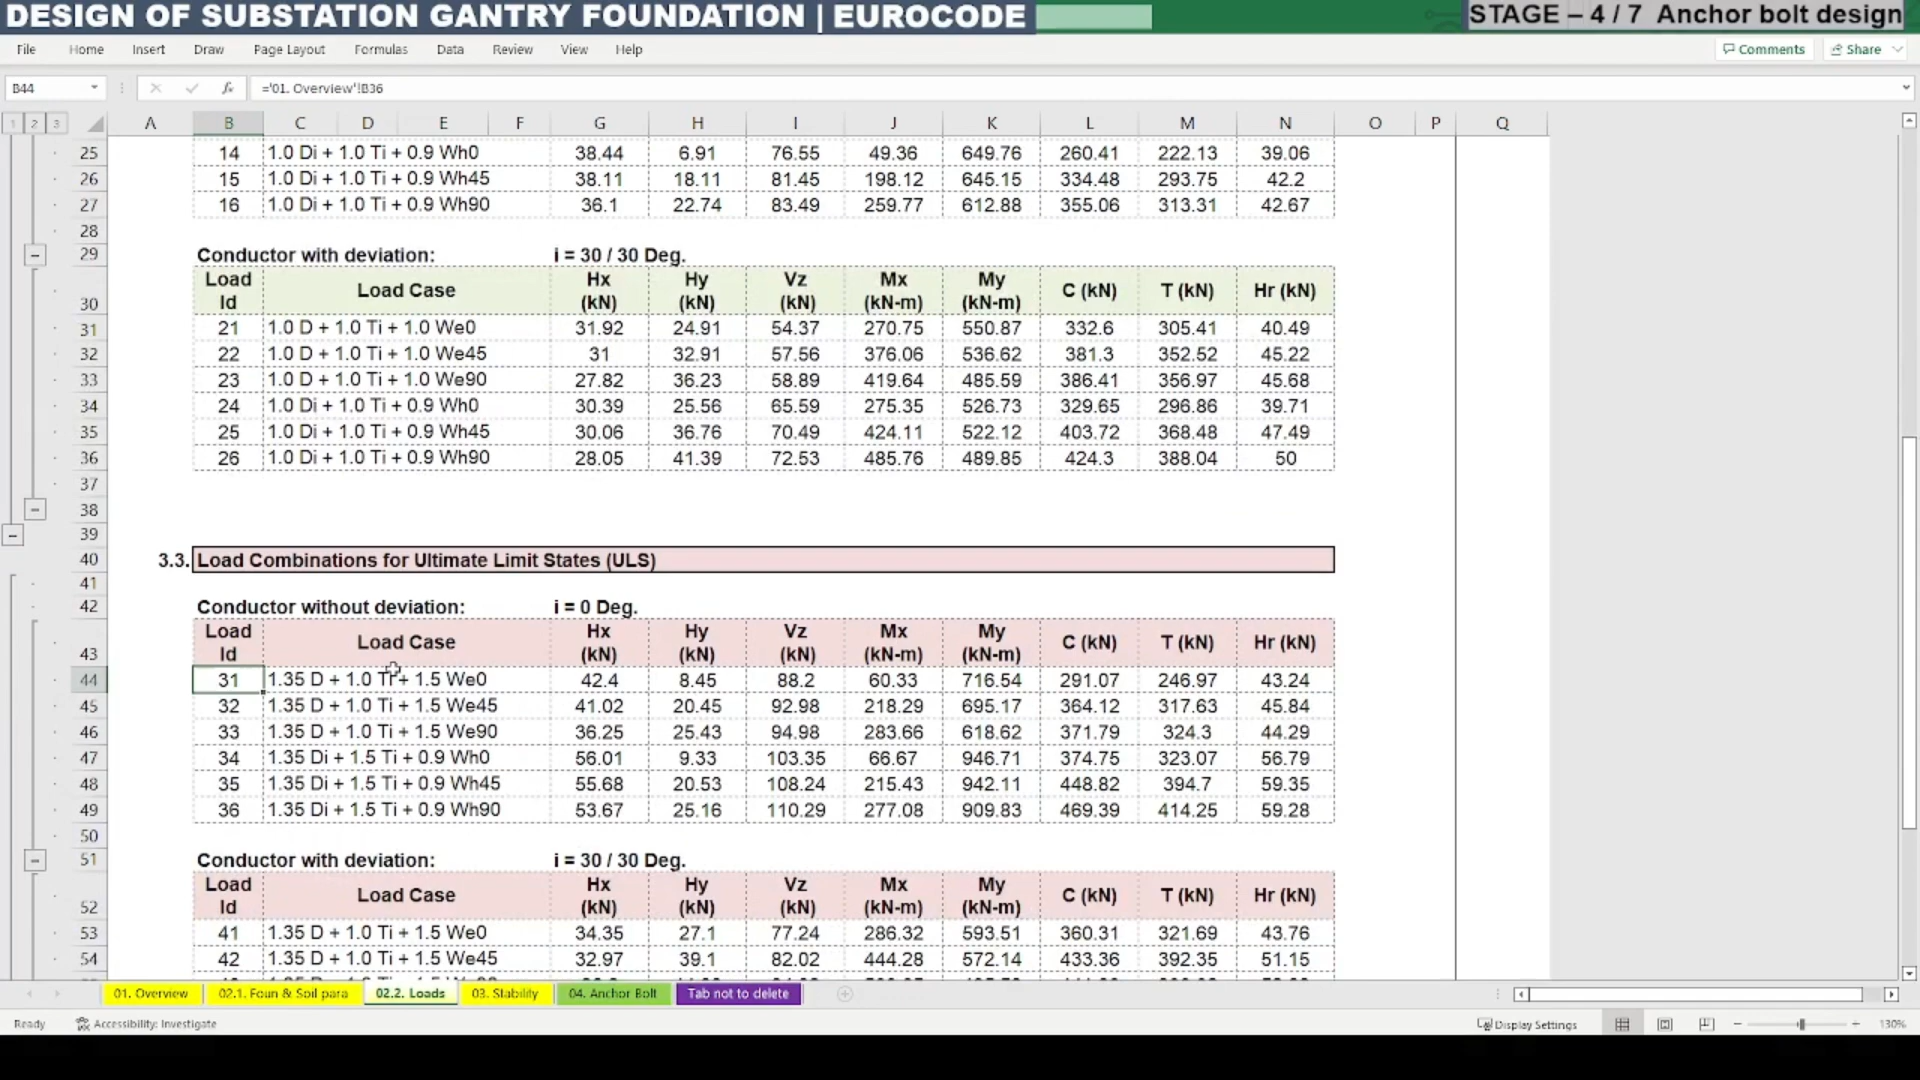 DESIGN OF SUBSTATION GANTRY FOUNDATION | EUROCODE
STAGE – 4 / 7 Anchor bolt design
File Home Insert Draw Page Layout Formulas Data Review View Help Comments Share
B44 fx ='01. Overview'!B36
1 2 3 A B C D E F G H I J K L M N O P Q
25 14 1.0 Di + 1.0 Ti + 0.9 Wh0 38.44 6.91 76.55 49.36 649.76 260.41 222.13 39.06
26 15 1.0 Di + 1.0 Ti + 0.9 Wh45 38.11 18.11 81.45 198.12 645.15 334.48 293.75 42.2
27 16 1.0 Di + 1.0 Ti + 0.9 Wh90 36.1 22.74 83.49 259.77 612.88 355.06 313.31 42.67
28
29 Conductor with deviation: i = 30 / 30 Deg.
Load Hx Hy Vz Mx My
Load Case C (kN) T (kN) Hr (kN)
30 Id (kN) (kN) (kN) (kN-m) (kN-m)
31 21 1.0 D + 1.0 Ti + 1.0 We0 31.92 24.91 54.37 270.75 550.87 332.6 305.41 40.49
32 22 1.0 D + 1.0 Ti + 1.0 We45 31 32.91 57.56 376.06 536.62 381.3 352.52 45.22
33 23 1.0 D + 1.0 Ti + 1.0 We90 27.82 36.23 58.89 419.64 485.59 386.41 356.97 45.68
34 24 1.0 Di + 1.0 Ti + 0.9 Wh0 30.39 25.56 65.59 275.35 526.73 329.65 296.86 39.71
35 25 1.0 Di + 1.0 Ti + 0.9 Wh45 30.06 36.76 70.49 424.11 522.12 403.72 368.48 47.49
36 26 1.0 Di + 1.0 Ti + 0.9 Wh90 28.05 41.39 72.53 485.76 489.85 424.3 388.04 50
37
38
39
40 3.3. Load Combinations for Ultimate Limit States (ULS)
41
42 Conductor without deviation: i = 0 Deg.
Load Hx Hy Vz Mx My
Load Case C (kN) T (kN) Hr (kN)
43 Id (kN) (kN) (kN) (kN-m) (kN-m)
44 31 1.35 D + 1.0 Ti + 1.5 We0 42.4 8.45 88.2 60.33 716.54 291.07 246.97 43.24
45 32 1.35 D + 1.0 Ti + 1.5 We45 41.02 20.45 92.98 218.29 695.17 364.12 317.63 45.84
46 33 1.35 D + 1.0 Ti + 1.5 We90 36.25 25.43 94.98 283.66 618.62 371.79 324.3 44.29
47 34 1.35 Di + 1.5 Ti + 0.9 Wh0 56.01 9.33 103.35 66.67 946.71 374.75 323.07 56.79
48 35 1.35 Di + 1.5 Ti + 0.9 Wh45 55.68 20.53 108.24 215.43 942.11 448.82 394.7 59.35
49 36 1.35 Di + 1.5 Ti + 0.9 Wh90 53.67 25.16 110.29 277.08 909.83 469.39 414.25 59.28
50
51 Conductor with deviation: i = 30 / 30 Deg.
Load Hx Hy Vz Mx My
Load Case C (kN) T (kN) Hr (kN)
52 Id (kN) (kN) (kN) (kN-m) (kN-m)
53 41 1.35 D + 1.0 Ti + 1.5 We0 34.35 27.1 77.24 286.32 593.51 360.31 321.69 43.76
54 42 1.35 D + 1.0 Ti + 1.5 We45 32.97 39.1 82.02 444.28 572.14 433.36 392.35 51.15
01. Overview 02.1. Foun & Soil para 02.2. Loads 03. Stability 04. Anchor Bolt Tab not to delete
Ready Accessibility: Investigate Display Settings 130%